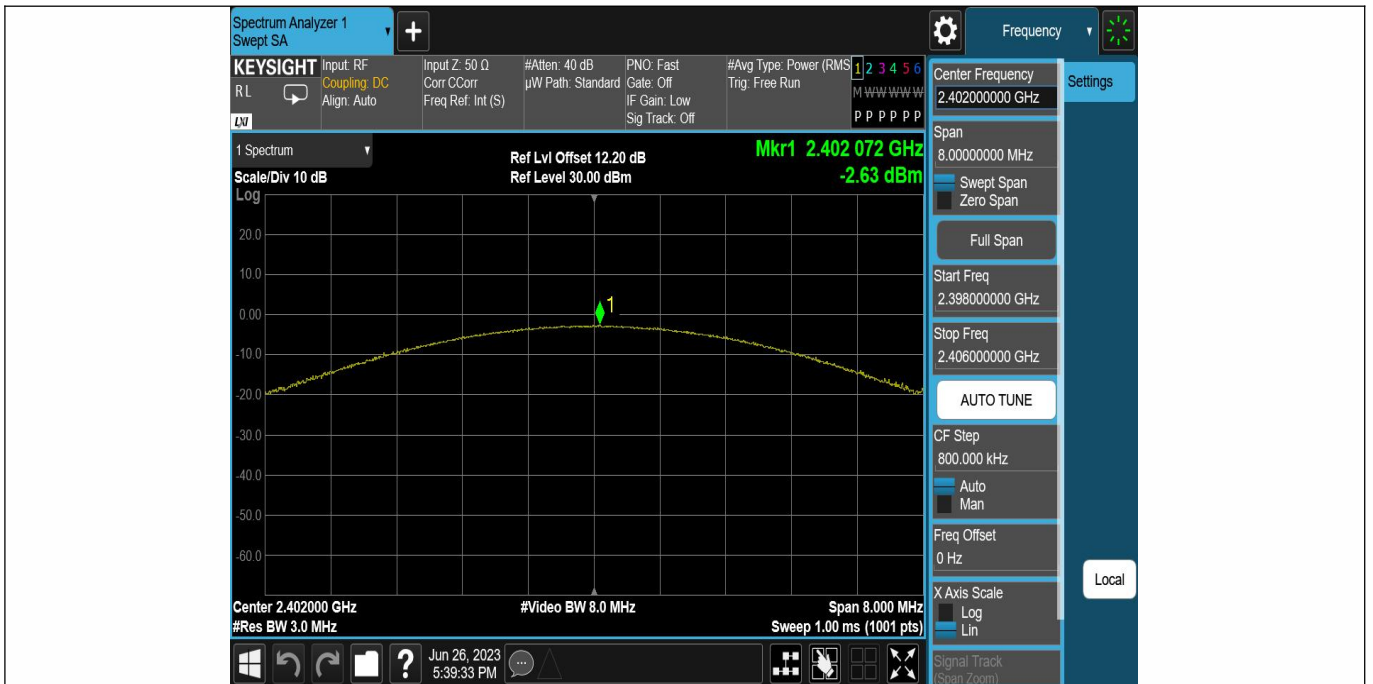 Spectrum Analyzer 1
Swept SA
+
Frequency
KEYSIGHT
RL
LXI
Input: RF
Coupling: DC
Align: Auto
Input Z: 50 Ω
Corr CCorr
Freq Ref: Int (S)
#Atten: 40 dB
µW Path: Standard
PNO: Fast
Gate: Off
IF Gain: Low
Sig Track: Off
#Avg Type: Power (RMS
Trig: Free Run
1 2 3 4 5 6
M W W W W W
P P P P P P
1 Spectrum
Scale/Div 10 dB
Log
Ref Lvl Offset 12.20 dB
Ref Level 30.00 dBm
Mkr1 2.402 072 GHz
-2.63 dBm
20.0
10.0
0.00
-10.0
-20.0
-30.0
-40.0
-50.0
-60.0
1
Center 2.402000 GHz
#Res BW 3.0 MHz
#Video BW 8.0 MHz
Span 8.000 MHz
Sweep 1.00 ms (1001 pts)
?
Jun 26, 2023
5:39:33 PM
Center Frequency
2.402000000 GHz
Settings
Span
8.00000000 MHz
Swept Span
Zero Span
Full Span
Start Freq
2.398000000 GHz
Stop Freq
2.406000000 GHz
AUTO TUNE
CF Step
800.000 kHz
Auto
Man
Freq Offset
0 Hz
X Axis Scale
Log
Lin
Signal Track
(Span Zoom)
Local